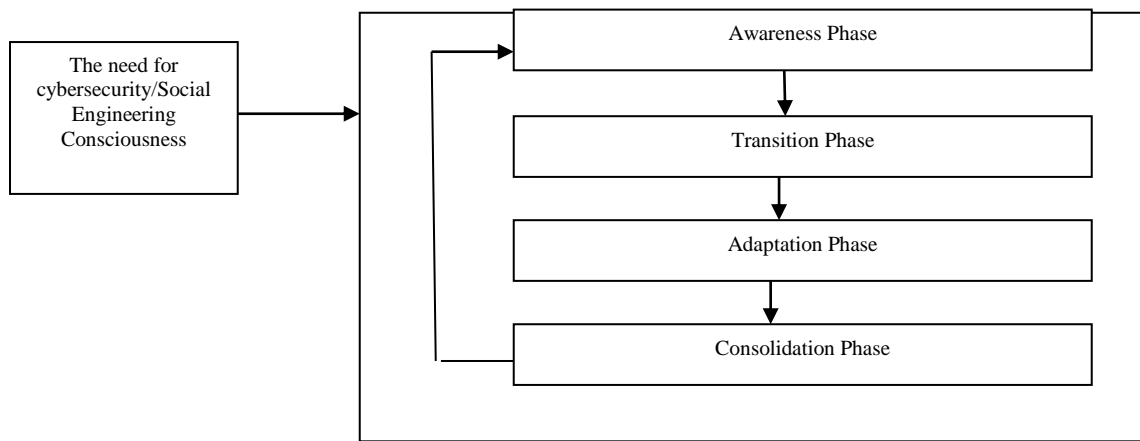 The need for
cybersecurity/Social
Engineering
Consciousness
Awareness Phase
Transition Phase
Adaptation Phase
Consolidation Phase